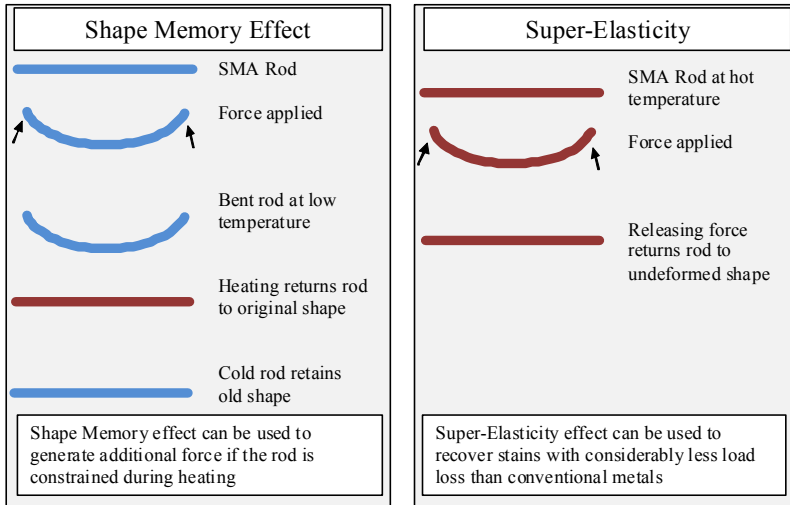 Shape Memory Effect
SMA Rod
Force applied
Bent rod at low
temperature
Heating returns rod
to original shape
Cold rod retains
old shape
Shape Memory effect can be used to
generate additional force if the rod is
constrained during heating
Super-Elasticity
SMA Rod at hot
temperature
Force applied
Releasing force
returns rod to
undeformed shape
Super-Elasticity effect can be used to
recover stains with considerably less load
loss than conventional metals